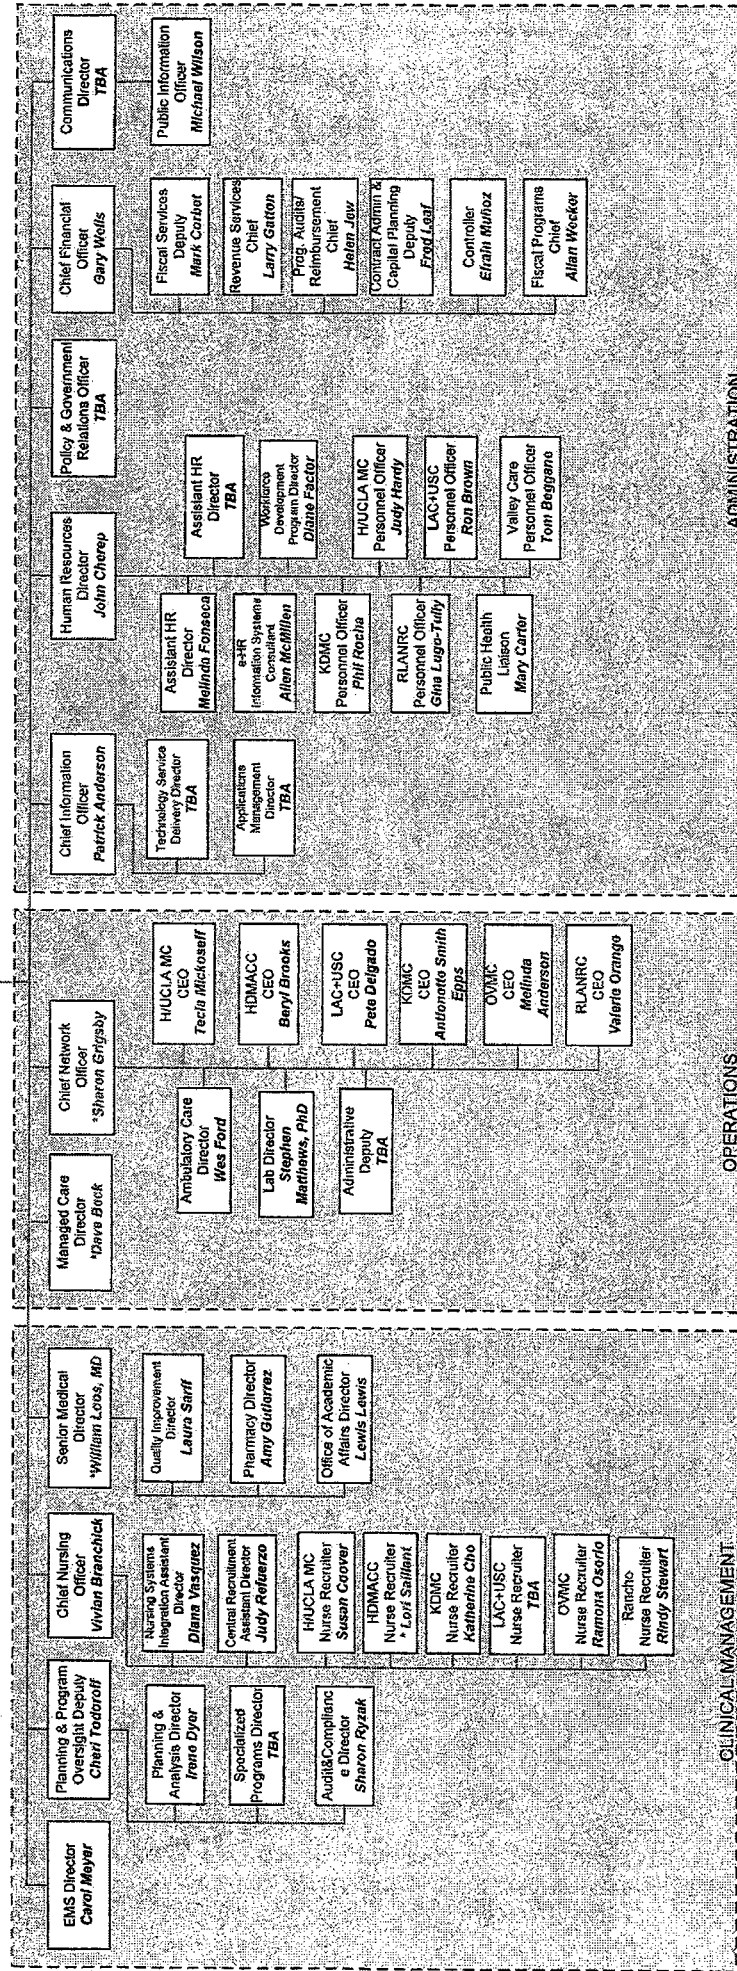 EMS Director
Carol Meyer
Planning & Program
Oversight Deputy
Cheri Todoroff
Planning &
Analysis Director
Irene Dyer
Specialized
Programs Director
TBA
Audit&Complianc
e Director
Sharon Ryzak
Chief Nursing
Officer
Vivian Branchick
Nursing Systems
Integration Assistant
Director
Diana Vasquez
Central Recruitment
Assistant Director
Judy Refuerzo
H/UCLA MC
Nurse Recruiter
Susan Coover
HDMACC
Nurse Recruiter
* Lori Saillant
KDMC
Nurse Recruiter
Katherine Cho
LAC+USC
Nurse Recruiter
TBA
OVMC
Nurse Recruiter
Ramona Osorio
Rancho
Nurse Recruiter
Rindy Stewart
Senior Medical
Director
*William Loos, MD
Quality Improvement
Director
Laura Sarff
Pharmacy Director
Amy Gutierrez
Office of Academic
Affairs Director
Lewis Lewis
CLINICAL MANAGEMENT
Managed Care
Director
*Dave Beck
Chief Network
Officer
*Sharon Grigsby
Ambulatory Care
Director
Wes Ford
Lab Director
Stephen
Matthews, PhD
Administrative
Deputy
TBA
H/UCLA MC
CEO
Tecla Mickoseff
HDMACC
CEO
Beryl Brooks
LAC+USC
CEO
Pete Delgado
KDMC
CEO
Antionette Smith
Epps
OVMC
CEO
Melinda
Anderson
RLANRC
CEO
Valerie Orange
OPERATIONS
Chief Information
Officer
Patrick Anderson
Technology Service
Delivery Director
TBA
Applications
Management
Director
TBA
Human Resources
Director
John Cherep
Assistant HR
Director
Melinda Fonseca
e-HR
Information Systems
Consultant
Allen McMillen
KDMC
Personnel Officer
Phil Rocha
RLANRC
Personnel Officer
Gina Lugo-Tully
Public Health
Liaison
Mary Carter
Assistant HR
Director
TBA
Workforce
Development
Program Director
Diane Factor
H/UCLA MC
Personnel Officer
Judy Hardy
LAC+USC
Personnel Officer
Ron Brown
Valley Care
Personnel Officer
Tom Beggane
Policy & Government
Relations Officer
TBA
Chief Financial
Officer
Gary Wells
Fiscal Services
Deputy
Mark Corbet
Revenue Services
Chief
Larry Gatton
Prog. Audits/
Reimbursement
Chief
Helen Jew
Contract Admin &
Capital Planning
Deputy
Fred Leaf
Controller
Efrain Muñoz
Fiscal Programs
Chief
Allan Wecker
Communications
Director
TBA
Public Information
Officer
Michael Wilson
ADMINISTRATION